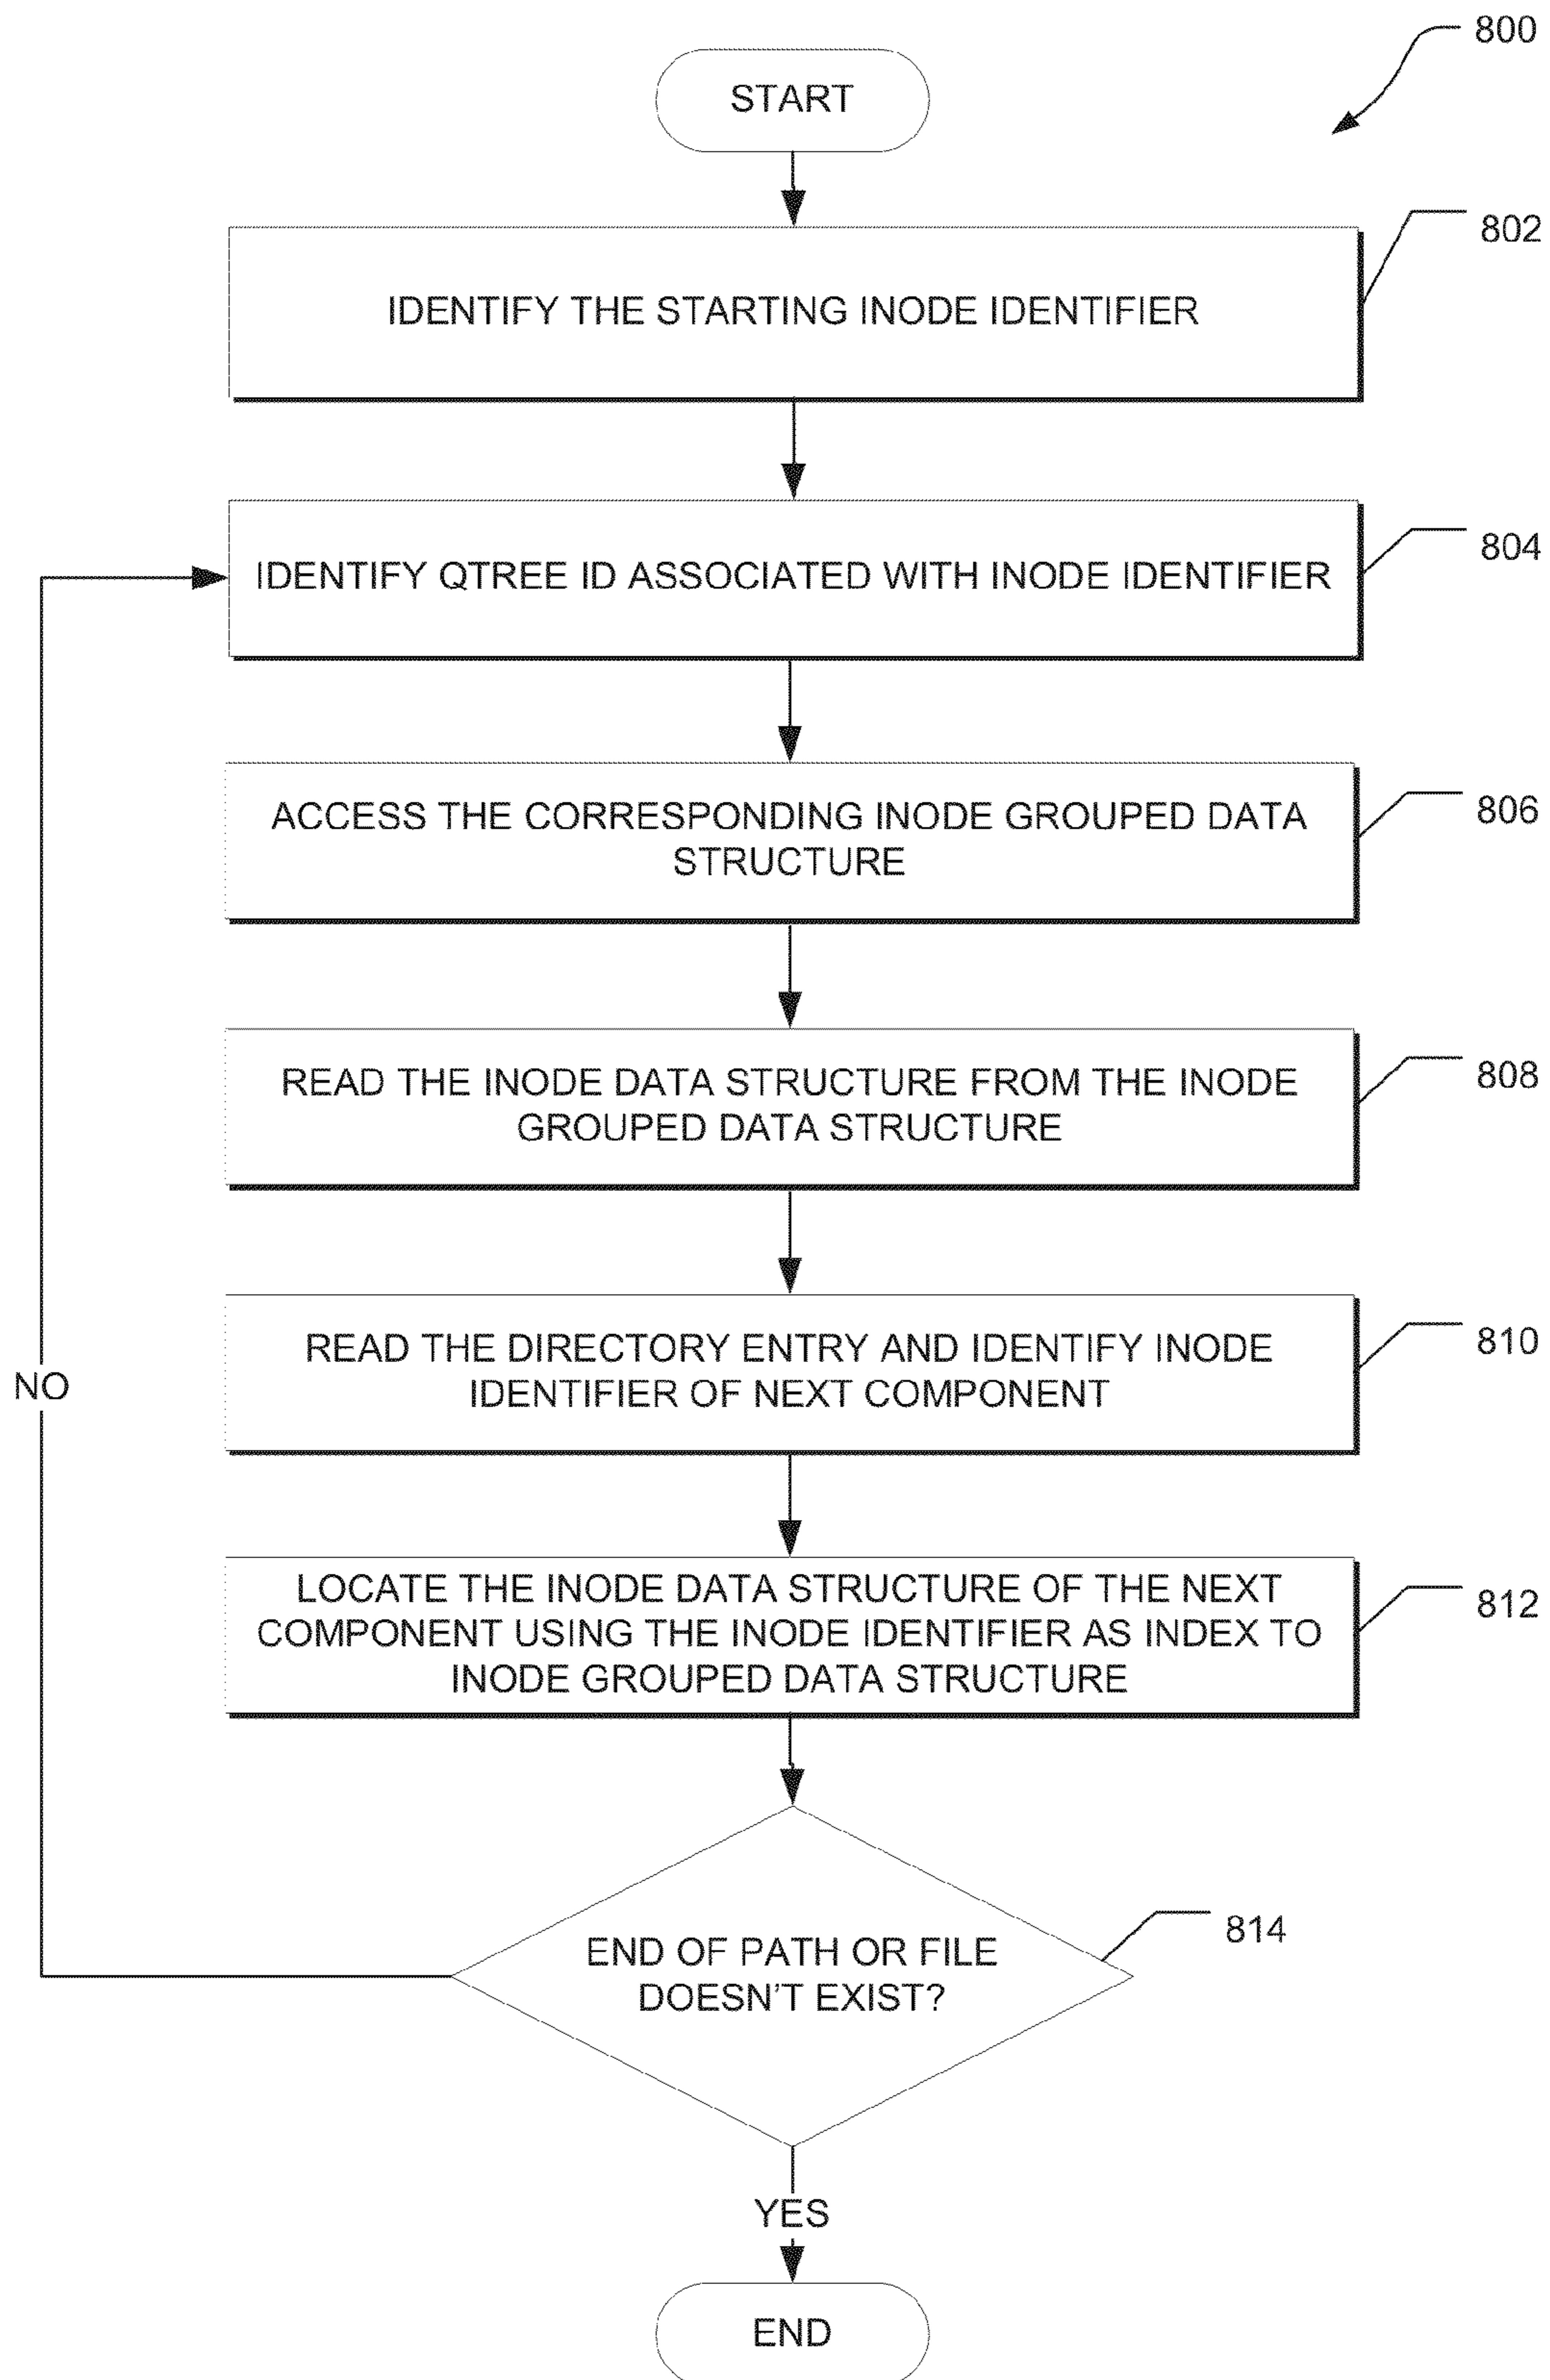 800
START
802
IDENTIFY THE STARTING INODE IDENTIFIER
804
IDENTIFY QTREE ID ASSOCIATED WITH INODE IDENTIFIER
806
ACCESS THE CORRESPONDING INODE GROUPED DATA
STRUCTURE
808
READ THE INODE DATA STRUCTURE FROM THE INODE
GROUPED DATA STRUCTURE
810
READ THE DIRECTORY ENTRY AND IDENTIFY INODE
IDENTIFIER OF NEXT COMPONENT
NO
812
LOCATE THE INODE DATA STRUCTURE OF THE NEXT
COMPONENT USING THE INODE IDENTIFIER AS INDEX TO
INODE GROUPED DATA STRUCTURE
814
END OF PATH OR FILE
DOESN'T EXIST?
YES
END